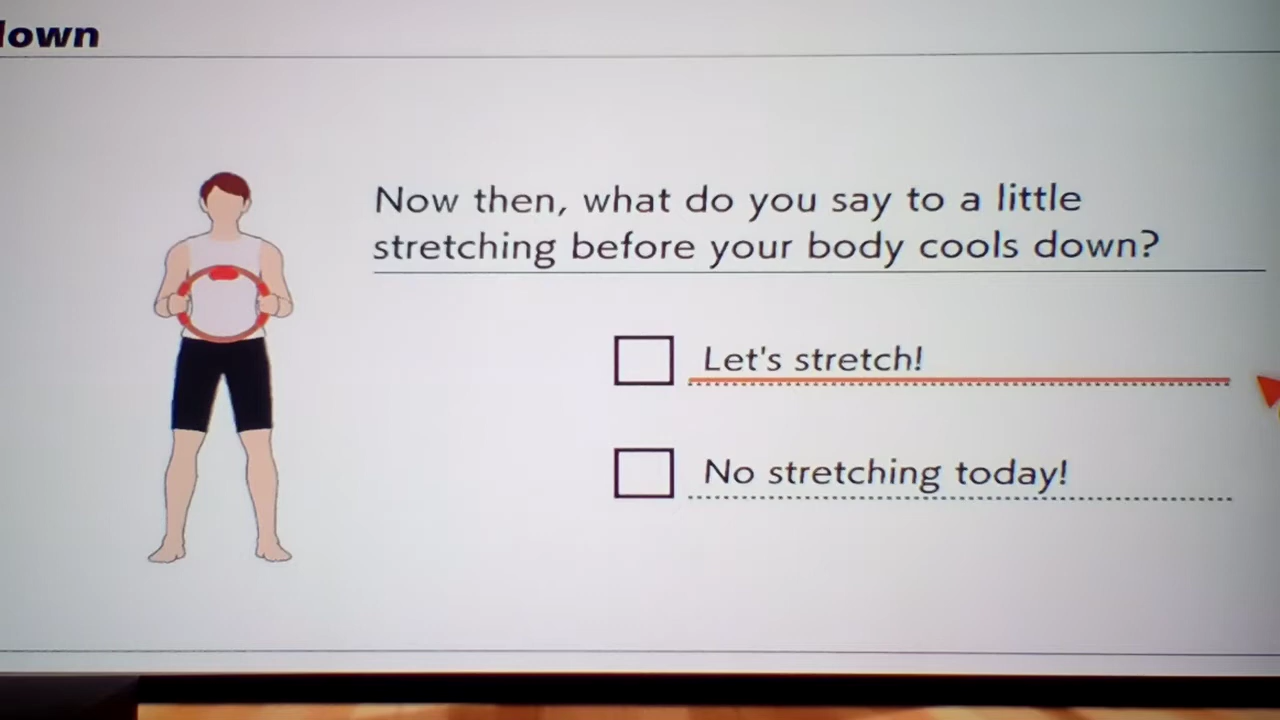 Now then, what do you say to a little
stretching before your body cools down?
Let's stretch!
No stretching today!